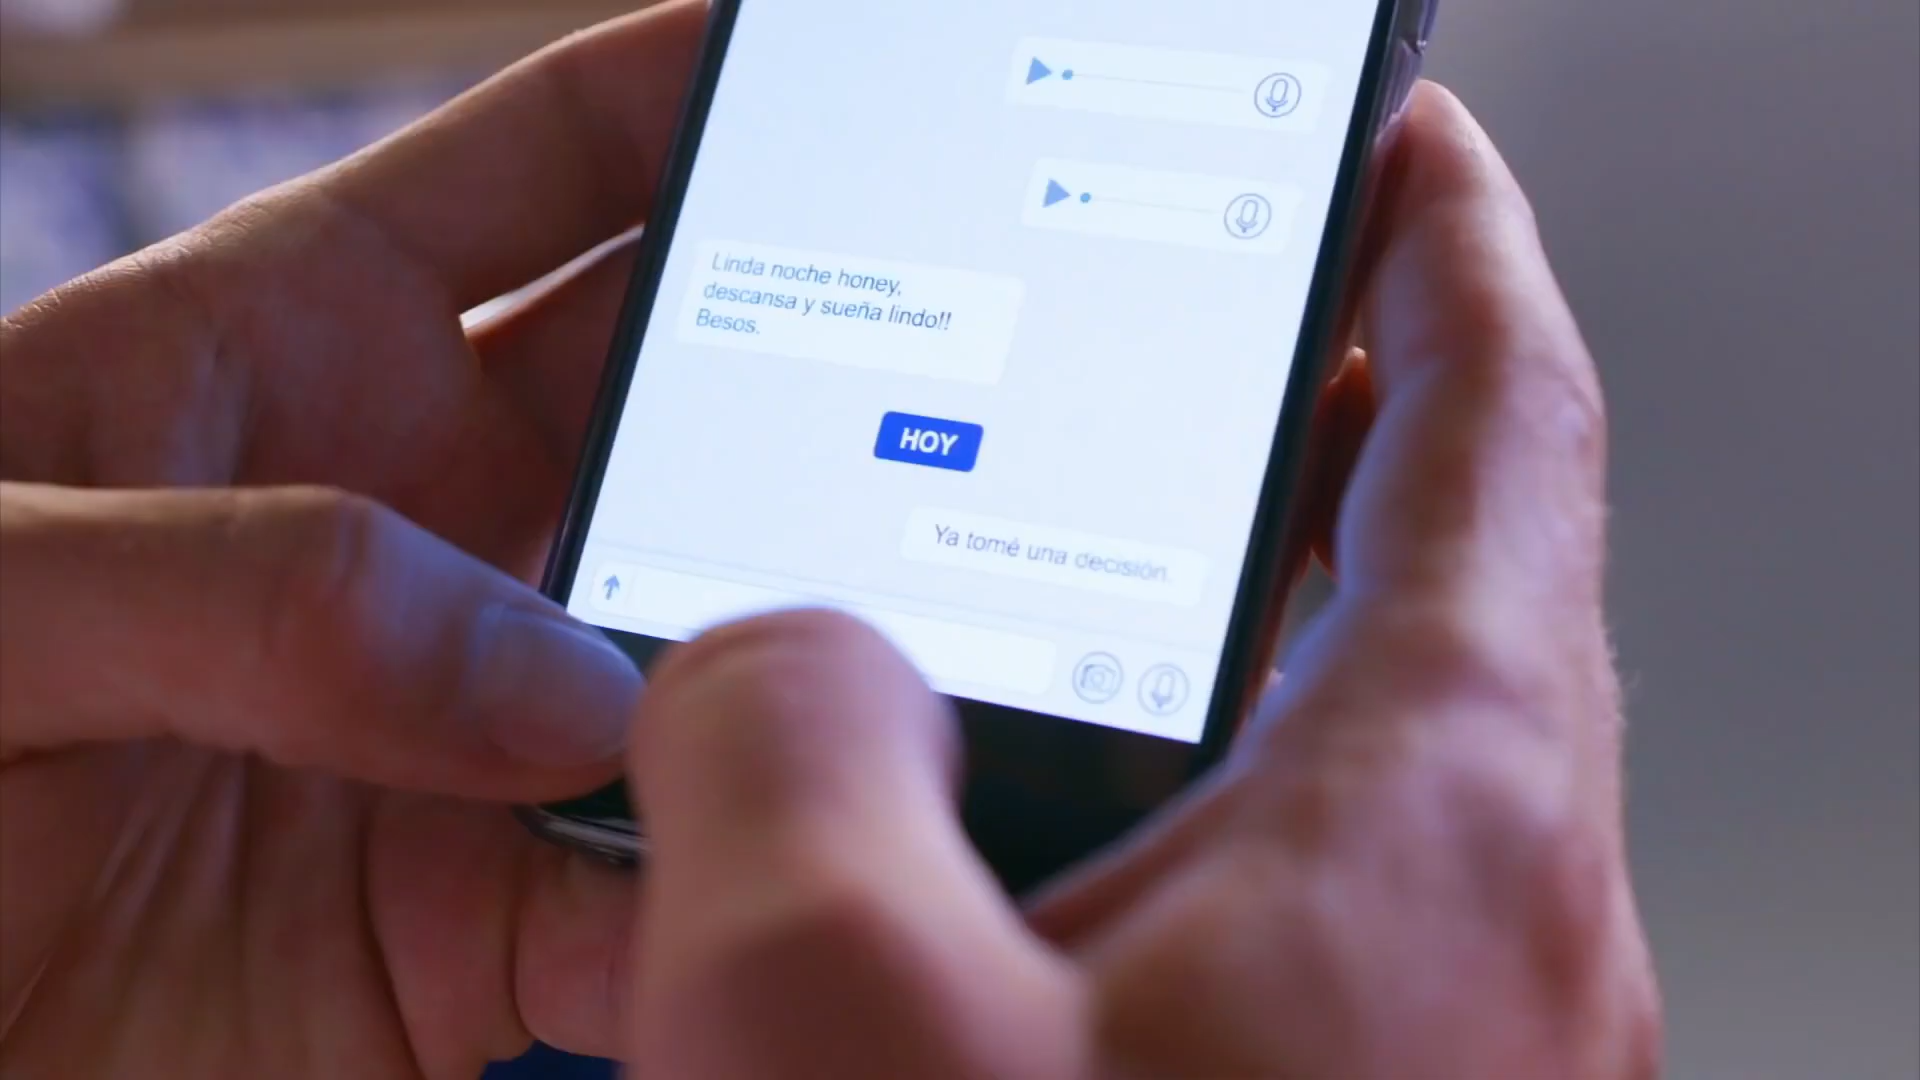 Linda noche honey,
descansa y sueña lindo!!
Besos.
HOY
Ya tomé una decisión.